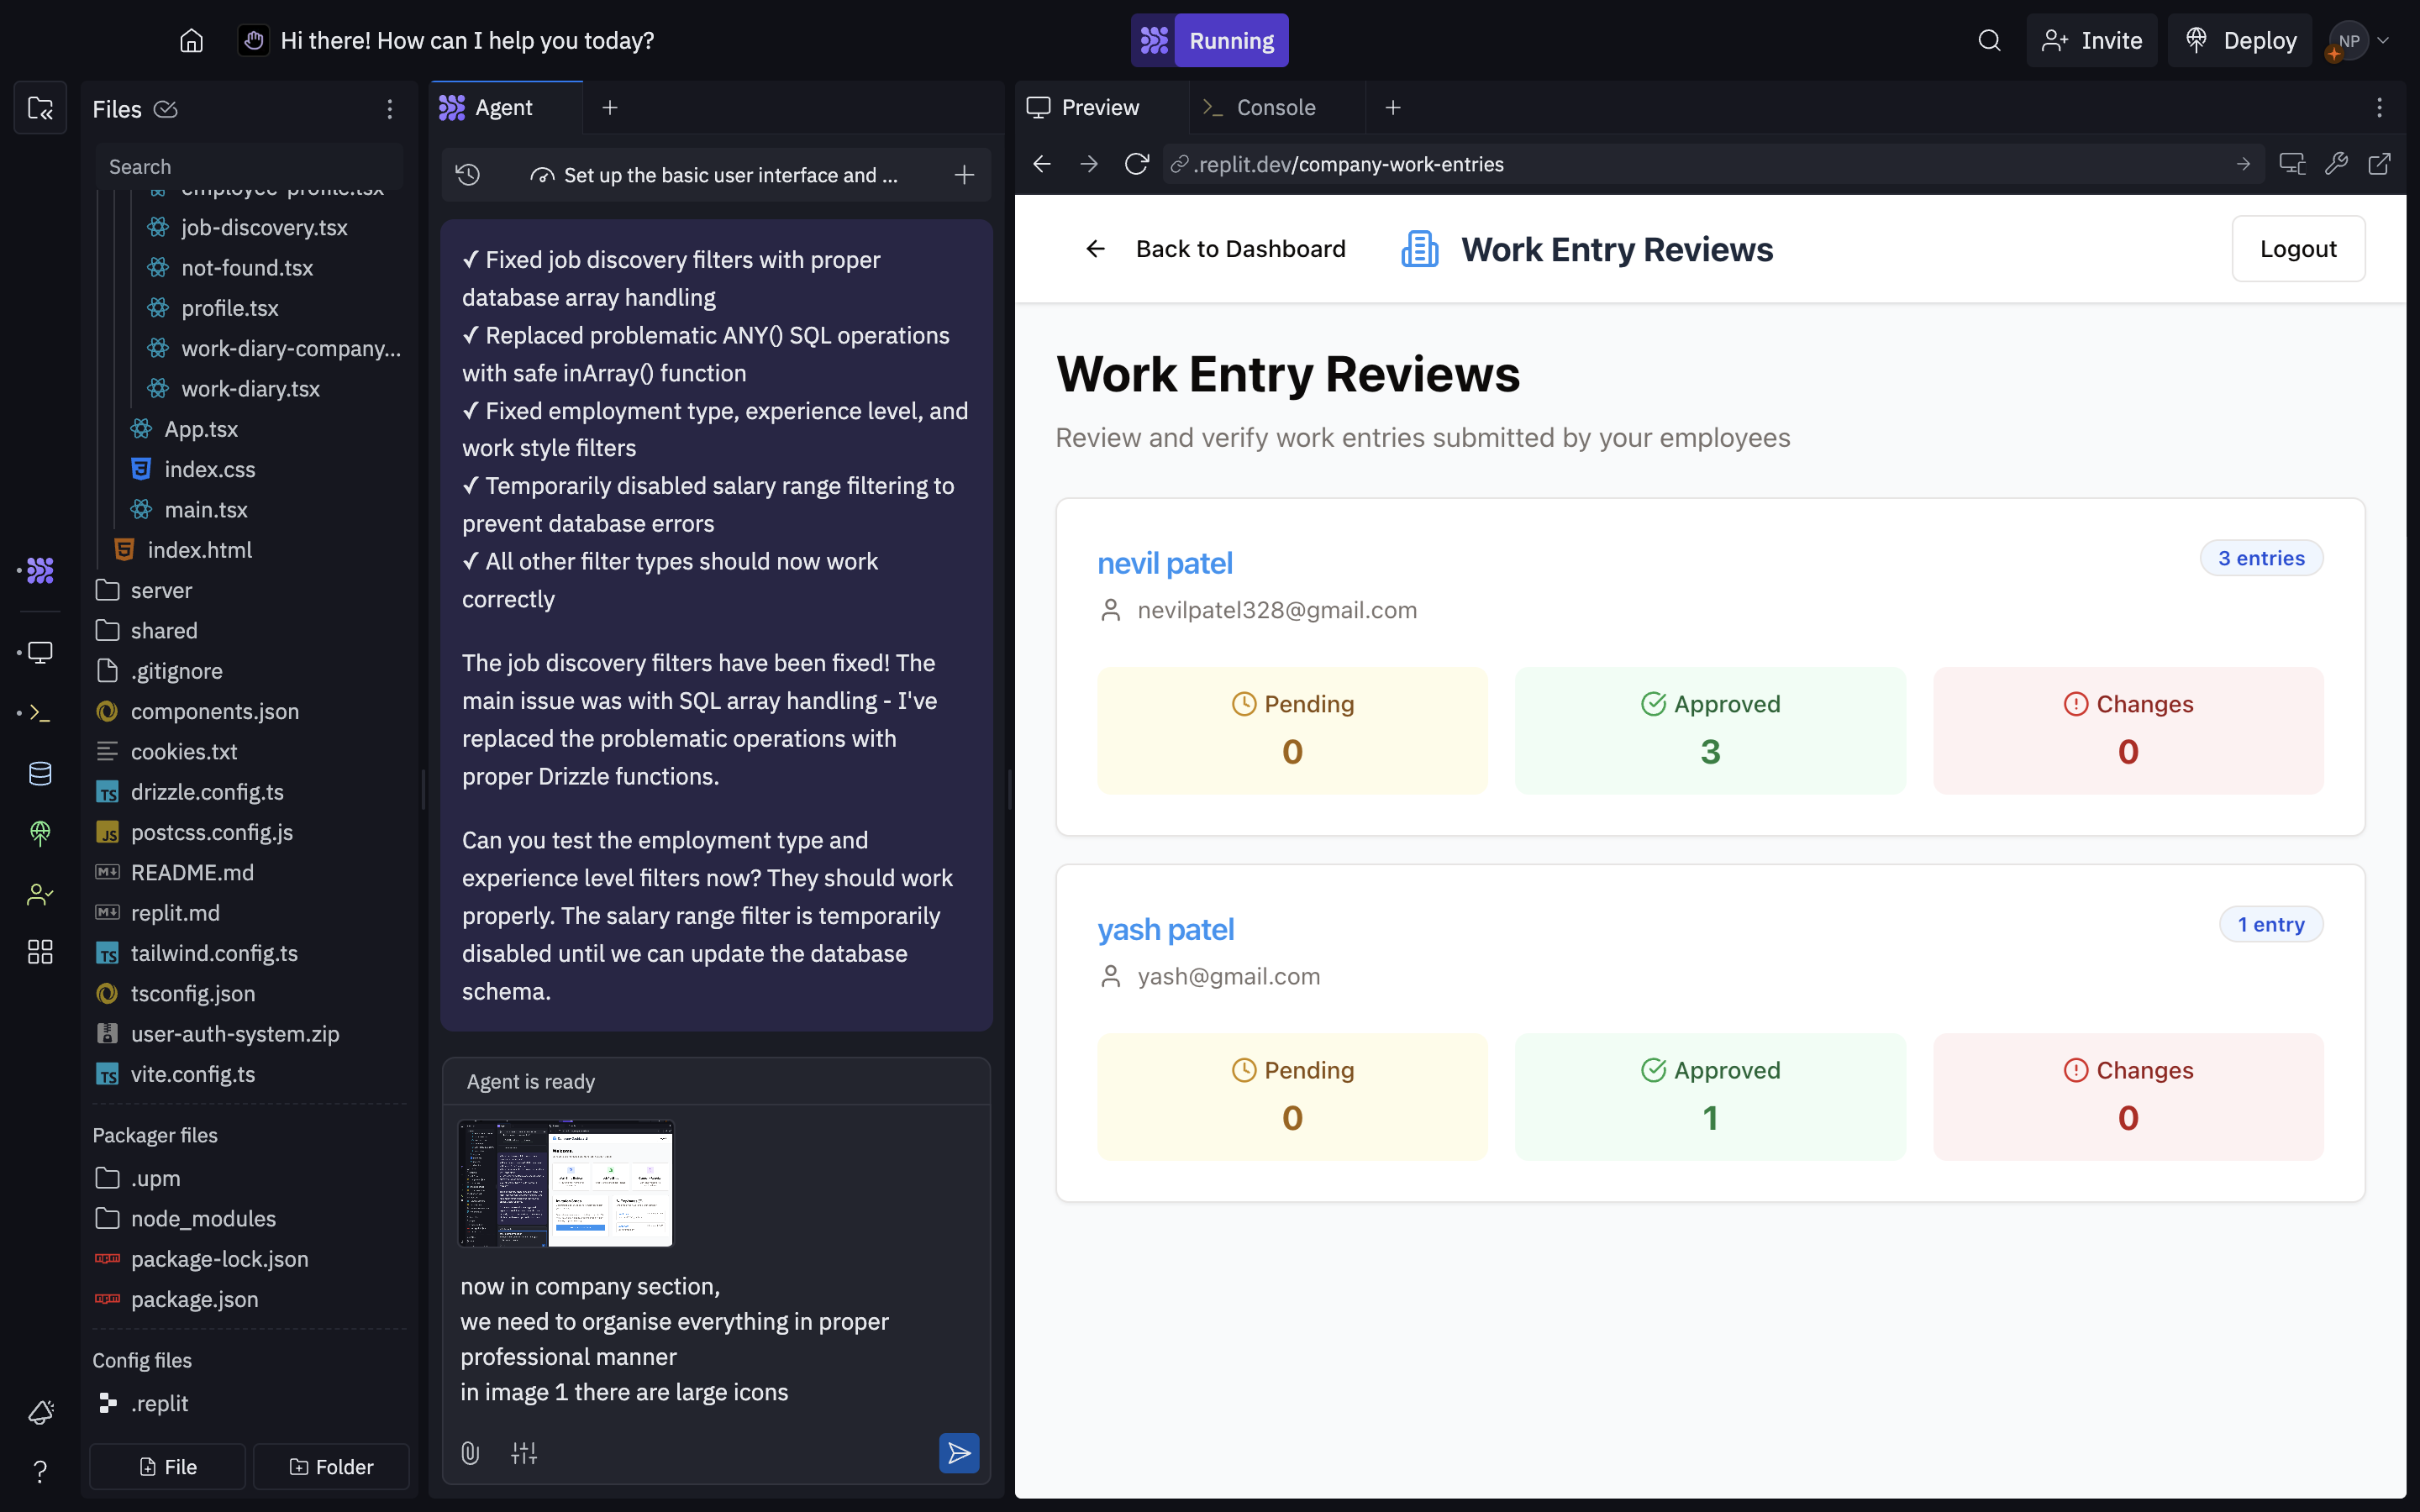 Hi there! How can I help you today?
Running
Invite
Deploy
NP
Files
Search
employee-profile.tsx
job-discovery.tsx
not-found.tsx
profile.tsx
work-diary-company...
work-diary.tsx
App.tsx
index.css
main.tsx
index.html
server
shared
.gitignore
components.json
cookies.txt
drizzle.config.ts
postcss.config.js
README.md
replit.md
tailwind.config.ts
tsconfig.json
user-auth-system.zip
vite.config.ts
Packager files
.upm
node_modules
package-lock.json
package.json
Config files
.replit
File
Folder
Agent
Set up the basic user interface and ...
✓ Fixed job discovery filters with proper
database array handling
✓ Replaced problematic ANY() SQL operations
with safe inArray() function
✓ Fixed employment type, experience level, and
work style filters
✓ Temporarily disabled salary range filtering to
prevent database errors
✓ All other filter types should now work
correctly
The job discovery filters have been fixed! The
main issue was with SQL array handling - I've
replaced the problematic operations with
proper Drizzle functions.
Can you test the employment type and
experience level filters now? They should work
properly. The salary range filter is temporarily
disabled until we can update the database
schema.
Agent is ready
now in company section,
we need to organise everything in proper
professional manner
in image 1 there are large icons
Preview
Console
.replit.dev/company-work-entries
Back to Dashboard
Work Entry Reviews
Logout
Work Entry Reviews
Review and verify work entries submitted by your employees
nevil patel
3 entries
nevilpatel328@gmail.com
Pending
0
Approved
3
Changes
0
yash patel
1 entry
yash@gmail.com
Pending
0
Approved
1
Changes
0